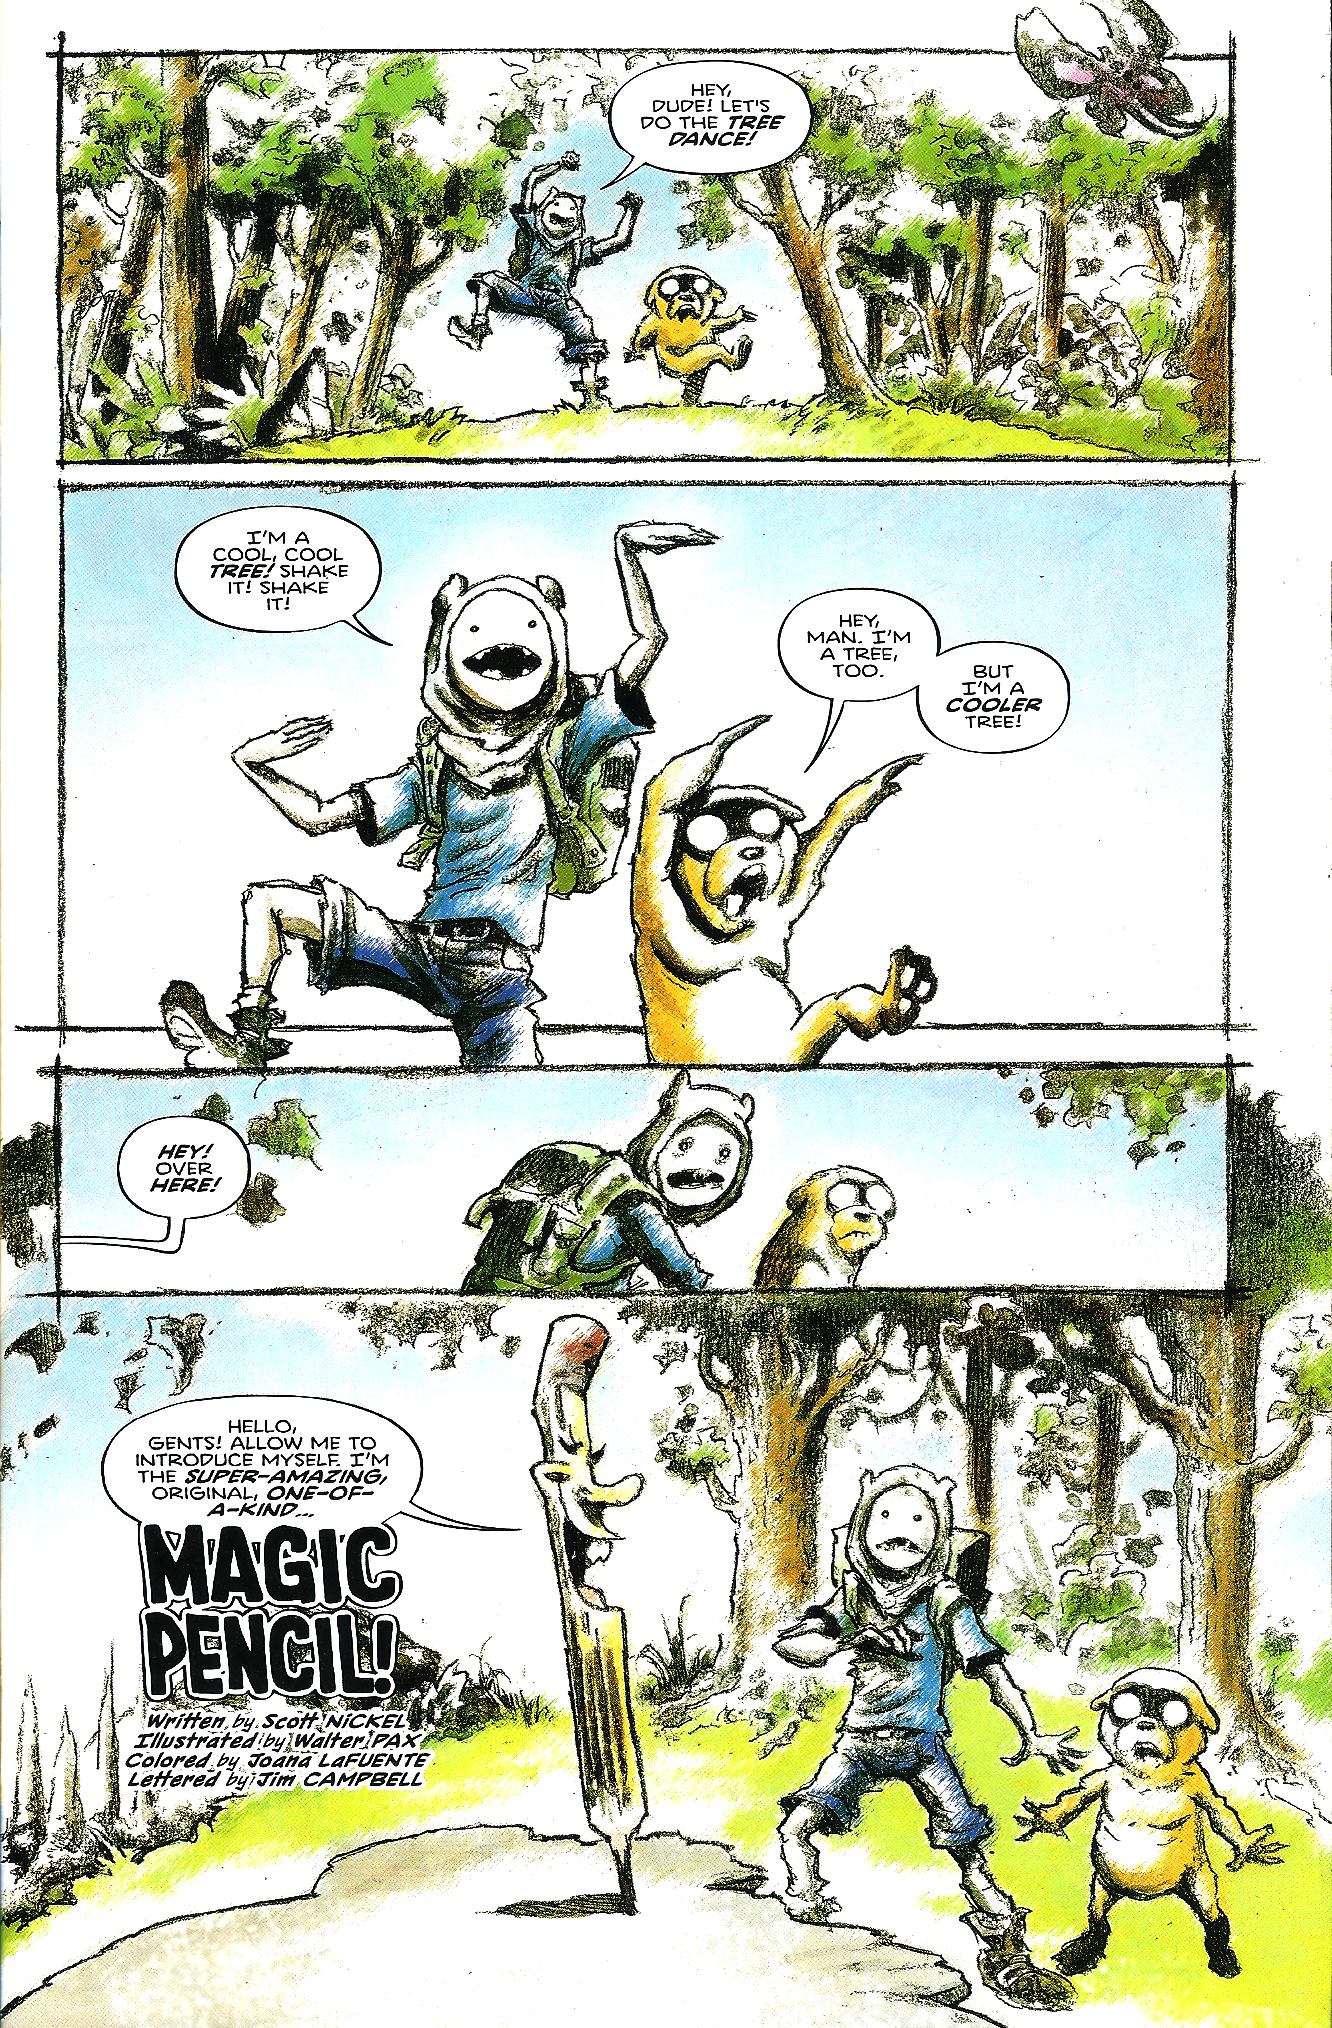 HEY,
DUDE! LET'S
DO THE TREE
DANCE!
I'M A
COOL, COOL
TREE! SHAKE
IT! SHAKE
IT!
HEY,
MAN. I'M
A TREE,
TOO.
BUT
I'M A
COOLER
TREE!
HEY!
OVER
HERE!
HELLO,
GENTS! ALLOW ME TO
INTRODUCE MYSELF. I'M
THE SUPER-AMAZING,
ORIGINAL, ONE-OF-
A-KIND...
MAGIC
PENCIL!
Written by Scott NICKEL
Illustrated by Walter PAX
Colored by Joana LaFUENTE
Lettered by Jim CAMPBELL